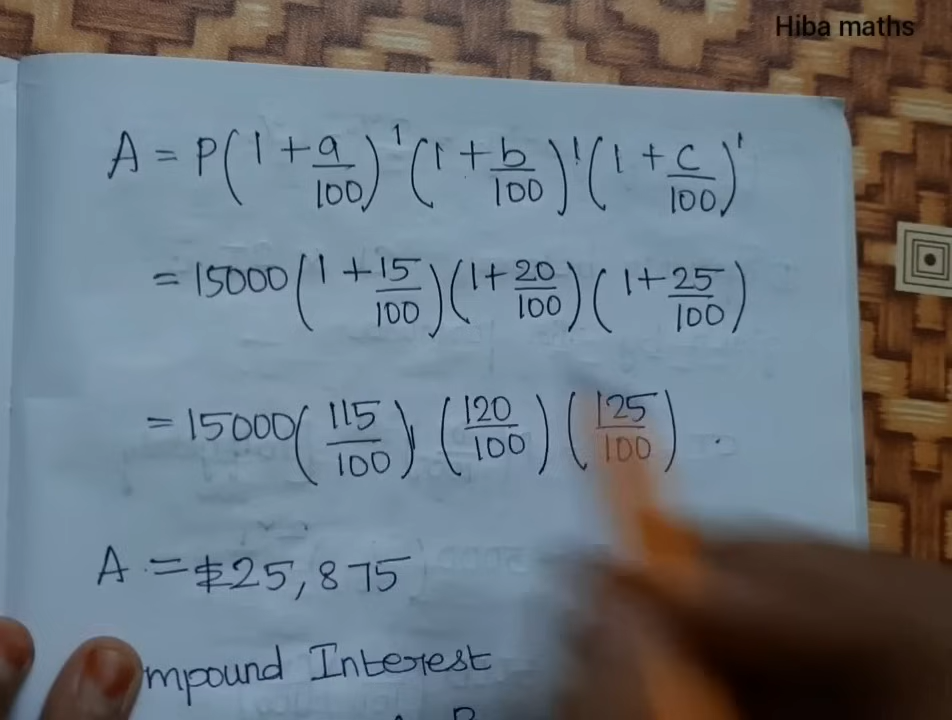 Hiba maths
A = P(1 + a/100)¹ (1 + b/100)¹ (1 + c/100)¹
= 15000 (1 + 15/100) (1 + 20/100) (1 + 25/100)
= 15000 (115/100) (120/100) (125/100)
A = $25,875
mpound Interest
A P